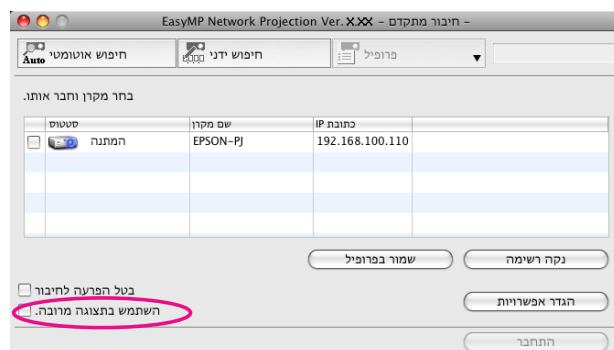 EasyMP Network Projection Ver. X.XX – חיבור מתקדם –
Auto חיפוש אוטומטי חיפוש ידני פרופיל
בחר מקרן וחבר אותו.
סטטוס שם מקרן כתובת IP
המתנה EPSON-PJ 192.168.100.110
שמור בפרופיל נקה רשימה
בטל הפרעה לחיבור
השתמש בתצוגה מרובה. הגדר אפשרויות
התחבר